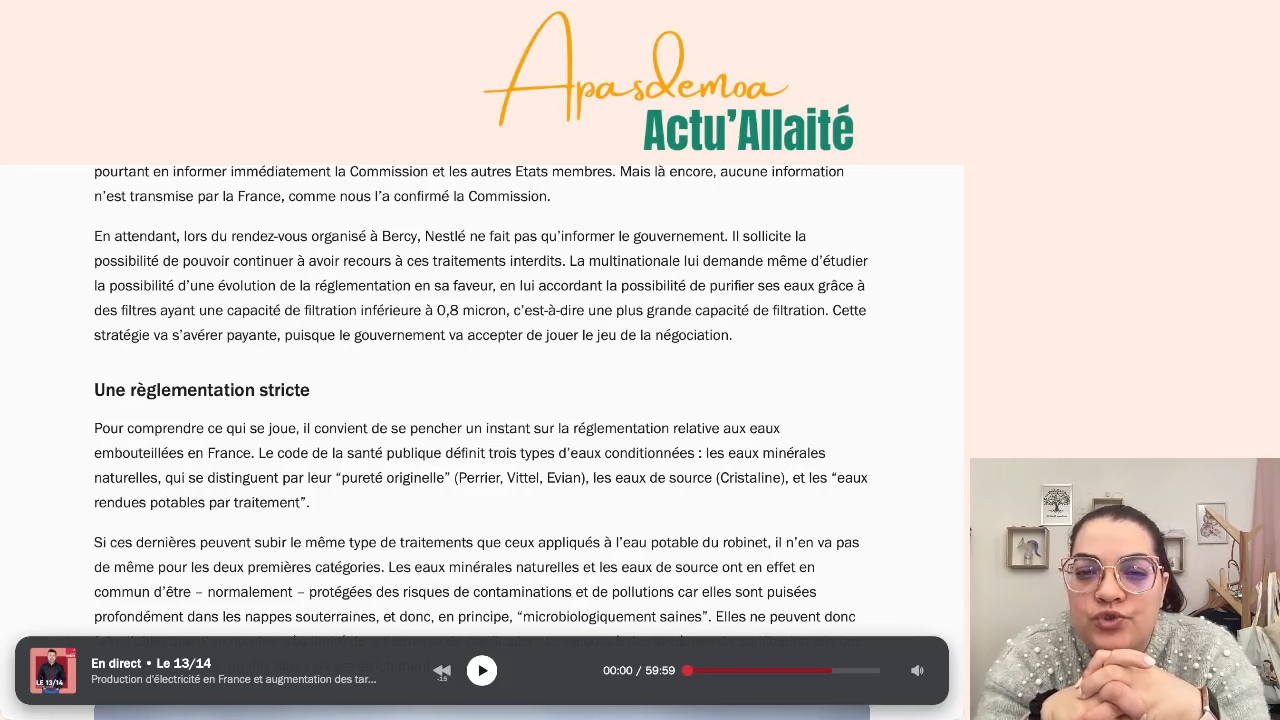 Apasdemoa
Actu'Allaité
pourtant en informer immédiatement la Commission et les autres Etats membres. Mais là encore, aucune information
n’est transmise par la France, comme nous l’a confirmé la Commission.
En attendant, lors du rendez-vous organisé à Bercy, Nestlé ne fait pas qu’informer le gouvernement. Il sollicite la
possibilité de pouvoir continuer à avoir recours à ces traitements interdits. La multinationale lui demande même d’étudier
la possibilité d’une évolution de la réglementation en sa faveur, en lui accordant la possibilité de purifier ses eaux grâce à
des filtres ayant une capacité de filtration inférieure à 0,8 micron, c’est-à-dire une plus grande capacité de filtration. Cette
stratégie va s’avérer payante, puisque le gouvernement va accepter de jouer le jeu de la négociation.
Une règlementation stricte
Pour comprendre ce qui se joue, il convient de se pencher un instant sur la réglementation relative aux eaux
embouteillées en France. Le code de la santé publique définit trois types d’eaux conditionnées : les eaux minérales
naturelles, qui se distinguent par leur “pureté originelle” (Perrier, Vittel, Evian), les eaux de source (Cristaline), et les “eaux
rendues potables par traitement”.
Si ces dernières peuvent subir le même type de traitements que ceux appliqués à l’eau potable du robinet, il n’en va pas
de même pour les deux premières catégories. Les eaux minérales naturelles et les eaux de source ont en effet en
commun d’être – normalement – protégées des risques de contaminations et de pollutions car elles sont puisées
profondément dans les nappes souterraines, et donc, en principe, “microbiologiquement saines”. Elles ne peuvent donc
LE 13/14
En direct • Le 13/14
Production d'électricité en France et augmentation des tar...
-15
00:00 / 59:59